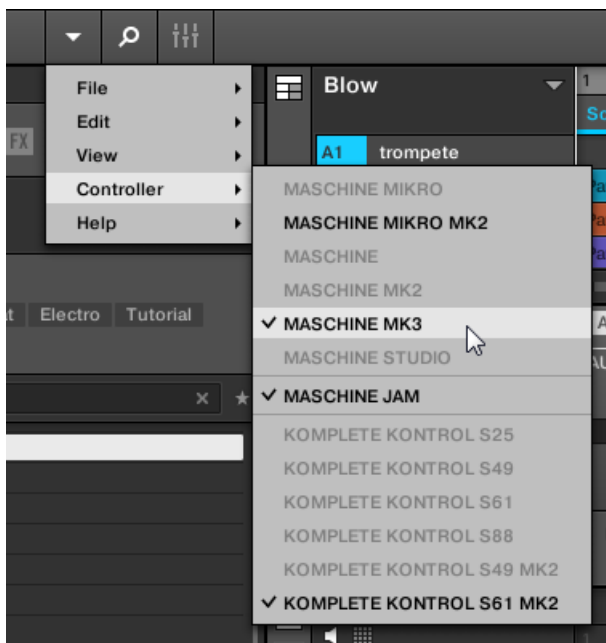 Blow
1
File
Edit
FX
View
A1 trompete
Controller
MASCHINE MIKRO
Help
MASCHINE MIKRO MK2
MASCHINE
MASCHINE MK2
Electro Tutorial
MASCHINE MK3
MASCHINE STUDIO
MASCHINE JAM
KOMPLETE KONTROL S25
KOMPLETE KONTROL S49
KOMPLETE KONTROL S61
KOMPLETE KONTROL S88
KOMPLETE KONTROL S49 MK2
KOMPLETE KONTROL S61 MK2